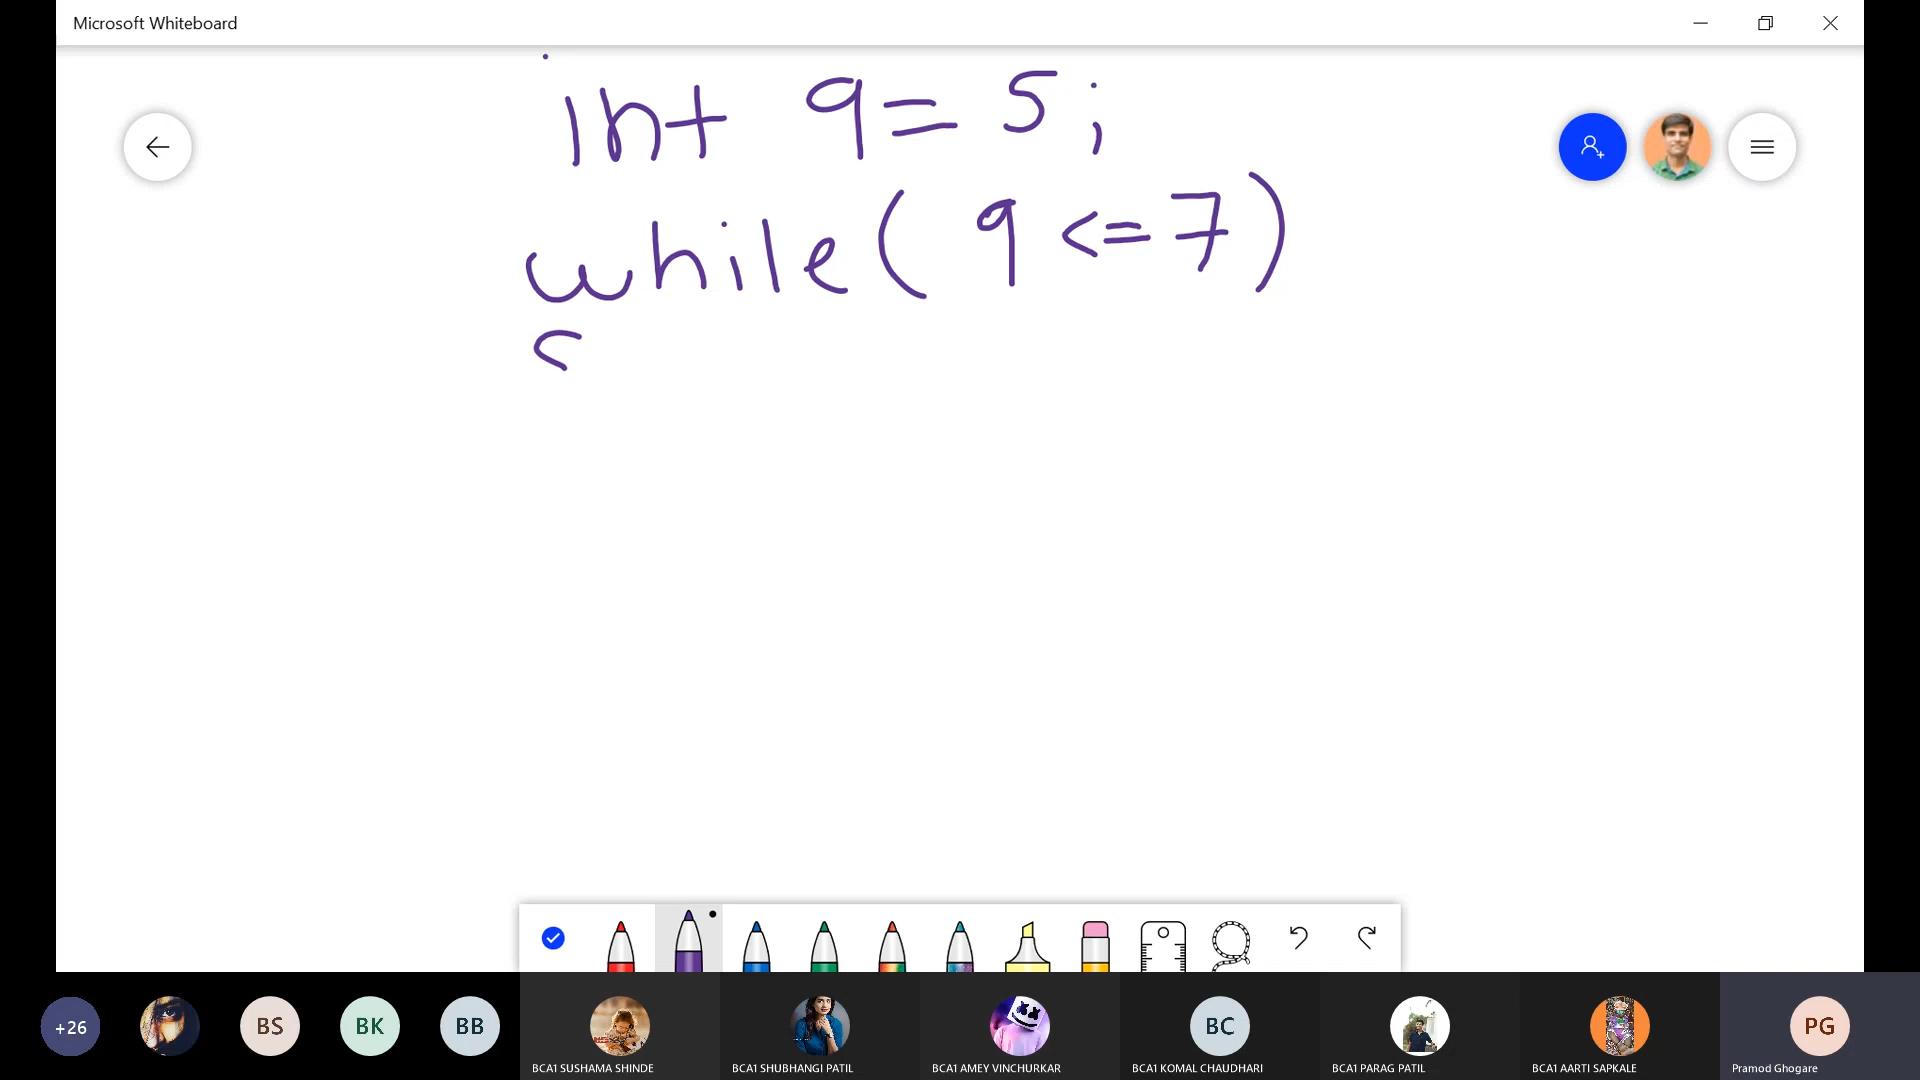 Microsoft Whiteboard
int q = 5 ;
while ( q <= 7 )
+26
BS
BK
BB
BC
PG
BCA1 SUSHAMA SHINDE
BCA1 SHUBHANGI PATIL
BCA1 AMEY VINCHURKAR
BCA1 KOMAL CHAUDHARI
BCA1 PARAG PATIL
BCA1 AARTI SAPKALE
Pramod Ghogare